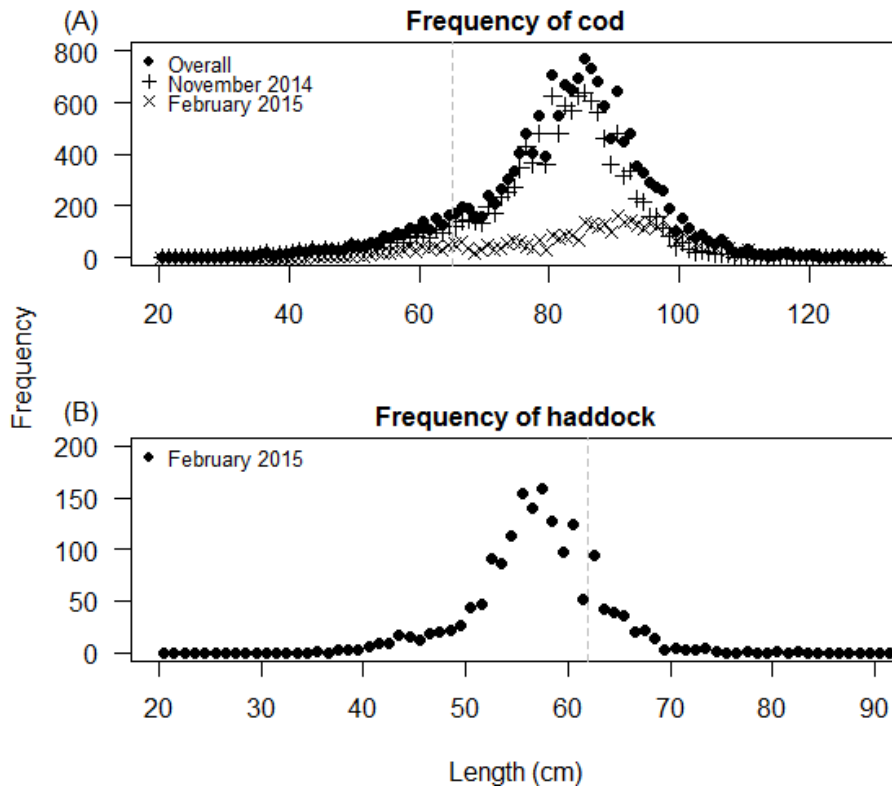 (A)
Frequency of cod
800
600
400
200
0
Overall
November 2014
February 2015
20 40 60 80 100 120
Frequency
(B)
Frequency of haddock
200
150
100
50
0
February 2015
20 30 40 50 60 70 80 90
Length (cm)